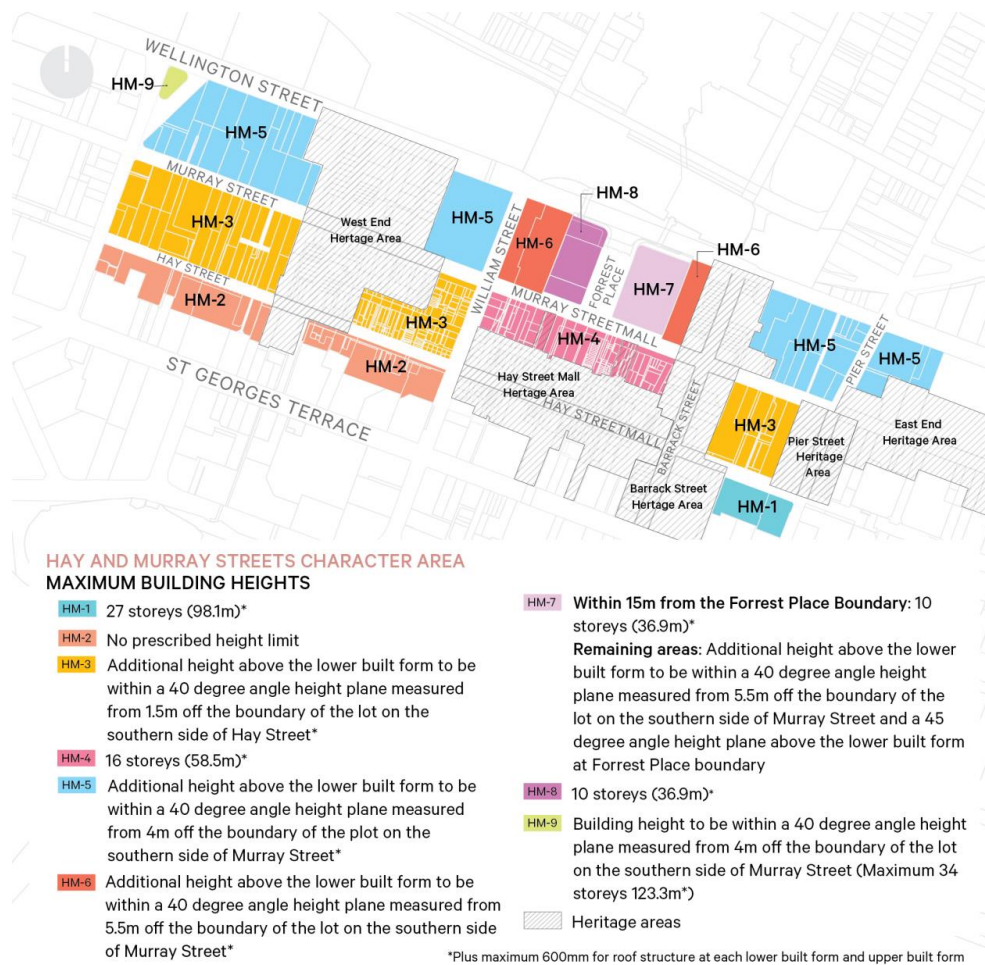 WELLINGTON STREET
HM-9
HM-5
MURRAY STREET
HM-3
HAY STREET
HM-2
West End
Hertage Area
HM-5
WILLIAM STREET
HM-6
HM-8
FORREST
PLACE
HM-6
HM-7
MURRAY STREETMALL
HM-3
HM-4
HM-2
Hay Street Mall
Hertage Area
HAY STREETMALL
BARRACK STREET
HM-5
PIER STREET
HM-5
HM-3
Pier Street
Heritage
Area
East End
Heritage Area
Barrack Street
Hertage Area
HM-1
ST GEORGES TERRACE
HAY AND MURRAY STREETS CHARACTER AREA
MAXIMUM BUILDING HEIGHTS
HM-1 27 storeys (98.1m)*
HM-2 No prescribed height limit
HM-3 Additional height above the lower built form to be
within a 40 degree angle height plane measured
from 1.5m off the boundary of the lot on the
southern side of Hay Street*
HM-4 16 storeys (58.5m)*
HM-5 Additional height above the lower built form to be
within a 40 degree angle height plane measured
from 4m off the boundary of the plot on the
southern side of Murray Street*
HM-6 Additional height above the lower built form to be
within a 40 degree angle height plane measured from
5.5m off the boundary of the lot on the southern side
of Murray Street*
HM-7 Within 15m from the Forrest Place Boundary: 10
storeys (36.9m)*
Remaining areas: Additional height above the lower
built form to be within a 40 degree angle height
plane measured from 5.5m off the boundary of the
lot on the southern side of Murray Street and a 45
degree angle height plane above the lower built form
at Forrest Place boundary
HM-8 10 storeys (36.9m)*
HM-9 Building height to be within a 40 degree angle height
plane measured from 4m off the boundary of the lot
on the southern side of Murray Street (Maximum 34
storeys 123.3m*)
Heritage areas
*Plus maximum 600mm for roof structure at each lower built form and upper built form